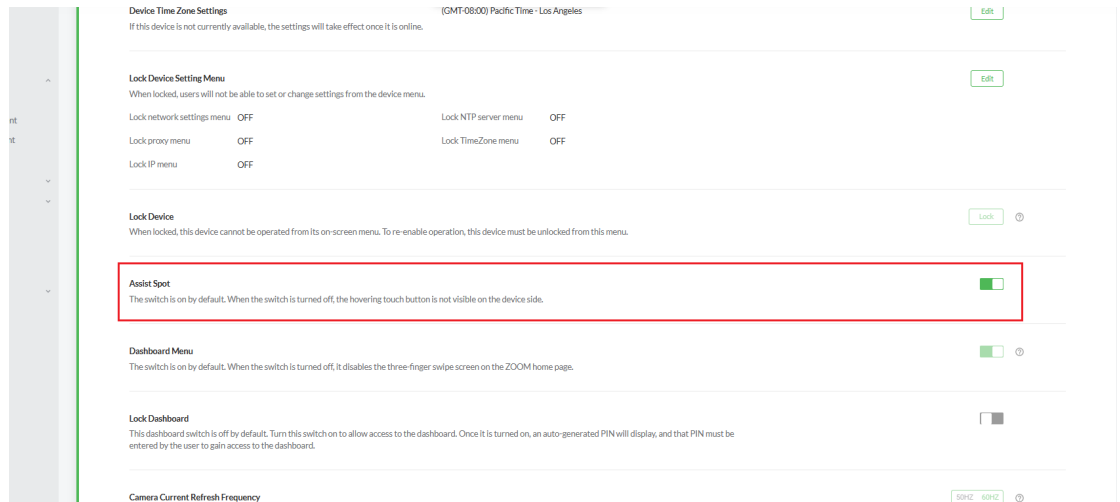 Device Time Zone Settings (GMT-08:00) Pacific Time - Los Angeles Edit
If this device is not currently available, the settings will take effect once it is online.
Lock Device Setting Menu Edit
When locked, users will not be able to set or change settings from the device menu.
nt
Lock network settings menu OFF Lock NTP server menu OFF
nt
Lock proxy menu OFF Lock TimeZone menu OFF
Lock IP menu OFF
Lock Device Lock
When locked, this device cannot be operated from its on-screen menu. To re-enable operation, this device must be unlocked from this menu.
Assist Spot
The switch is on by default. When the switch is turned off, the hovering touch button is not visible on the device side.
Dashboard Menu
The switch is on by default. When the switch is turned off, it disables the three-finger swipe screen on the ZOOM home page.
Lock Dashboard
This dashboard switch is off by default. Turn this switch on to allow access to the dashboard. Once it is turned on, an auto-generated PIN will display, and that PIN must be
entered by the user to gain access to the dashboard.
Camera Current Refresh Frequency 50HZ 60HZ